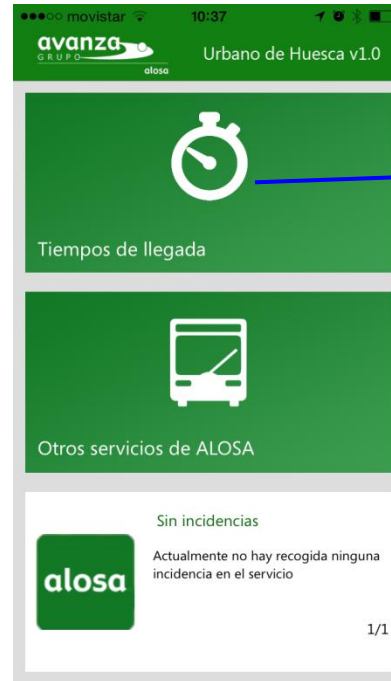 movistar 10:37
avanza
GRUPO
alosa
Urbano de Huesca v1.0
Tiempos de llegada
Otros servicios de ALOSA
Sin incidencias
alosa
Actualmente no hay recogida ninguna
incidencia en el servicio
1/1